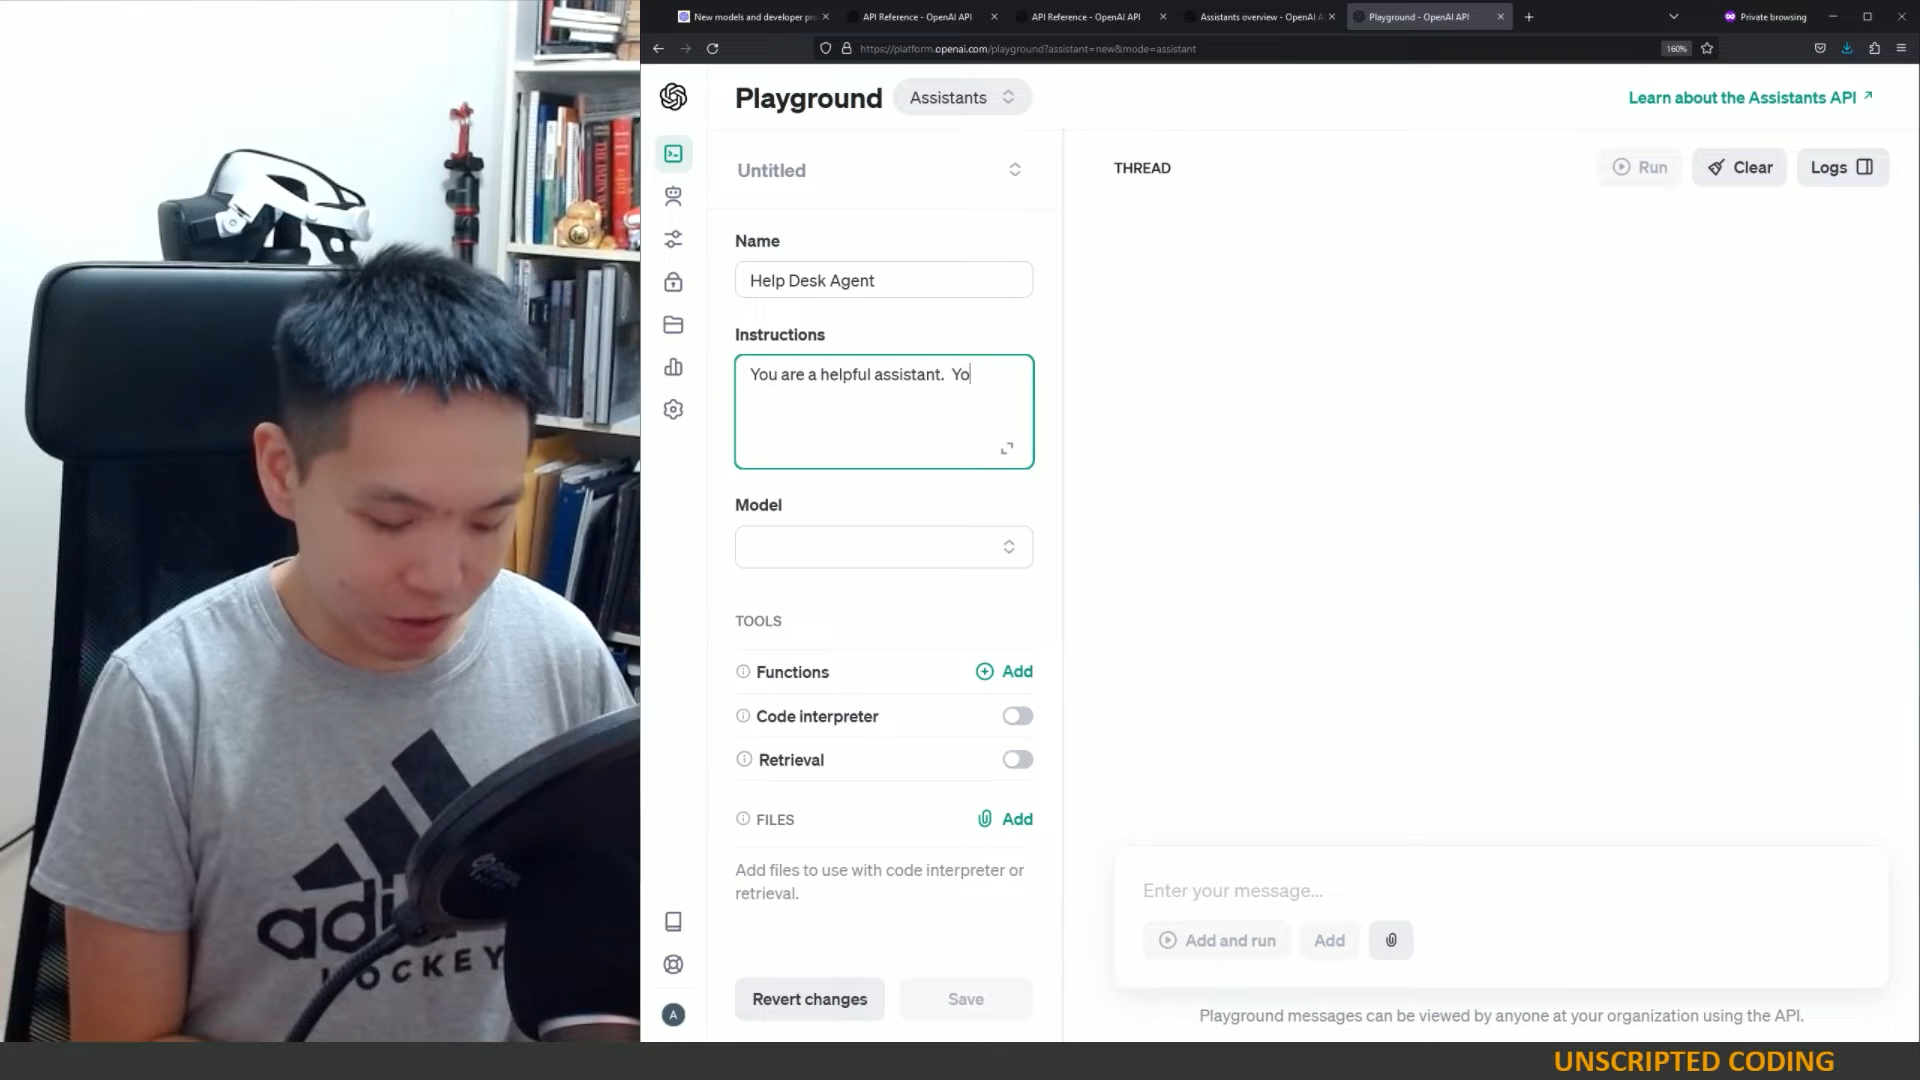 New models and developer pro
API Reference - OpenAI API
API Reference - OpenAI API
Assistants overview - OpenAI A
Playground - OpenAI API
Private browsing
https://platform.openai.com/playground?assistant=new&mode=assistant
160%
Playground
Assistants
Learn about the Assistants API
Untitled
THREAD
Run
Clear
Logs
Name
Help Desk Agent
Instructions
You are a helpful assistant.  Yo
Model
TOOLS
Functions
Add
Code interpreter
Retrieval
FILES
Add
Add files to use with code interpreter or
retrieval.
Enter your message...
Add and run
Add
Revert changes
Save
A
Playground messages can be viewed by anyone at your organization using the API.
HOCKEY
UNSCRIPTED CODING